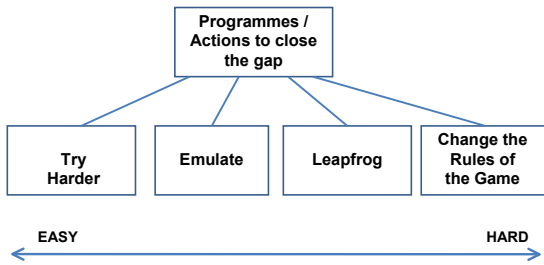 Programmes /
Actions to close
the gap
Try
Harder
Emulate
Leapfrog
Change the
Rules of
the Game
EASY
HARD